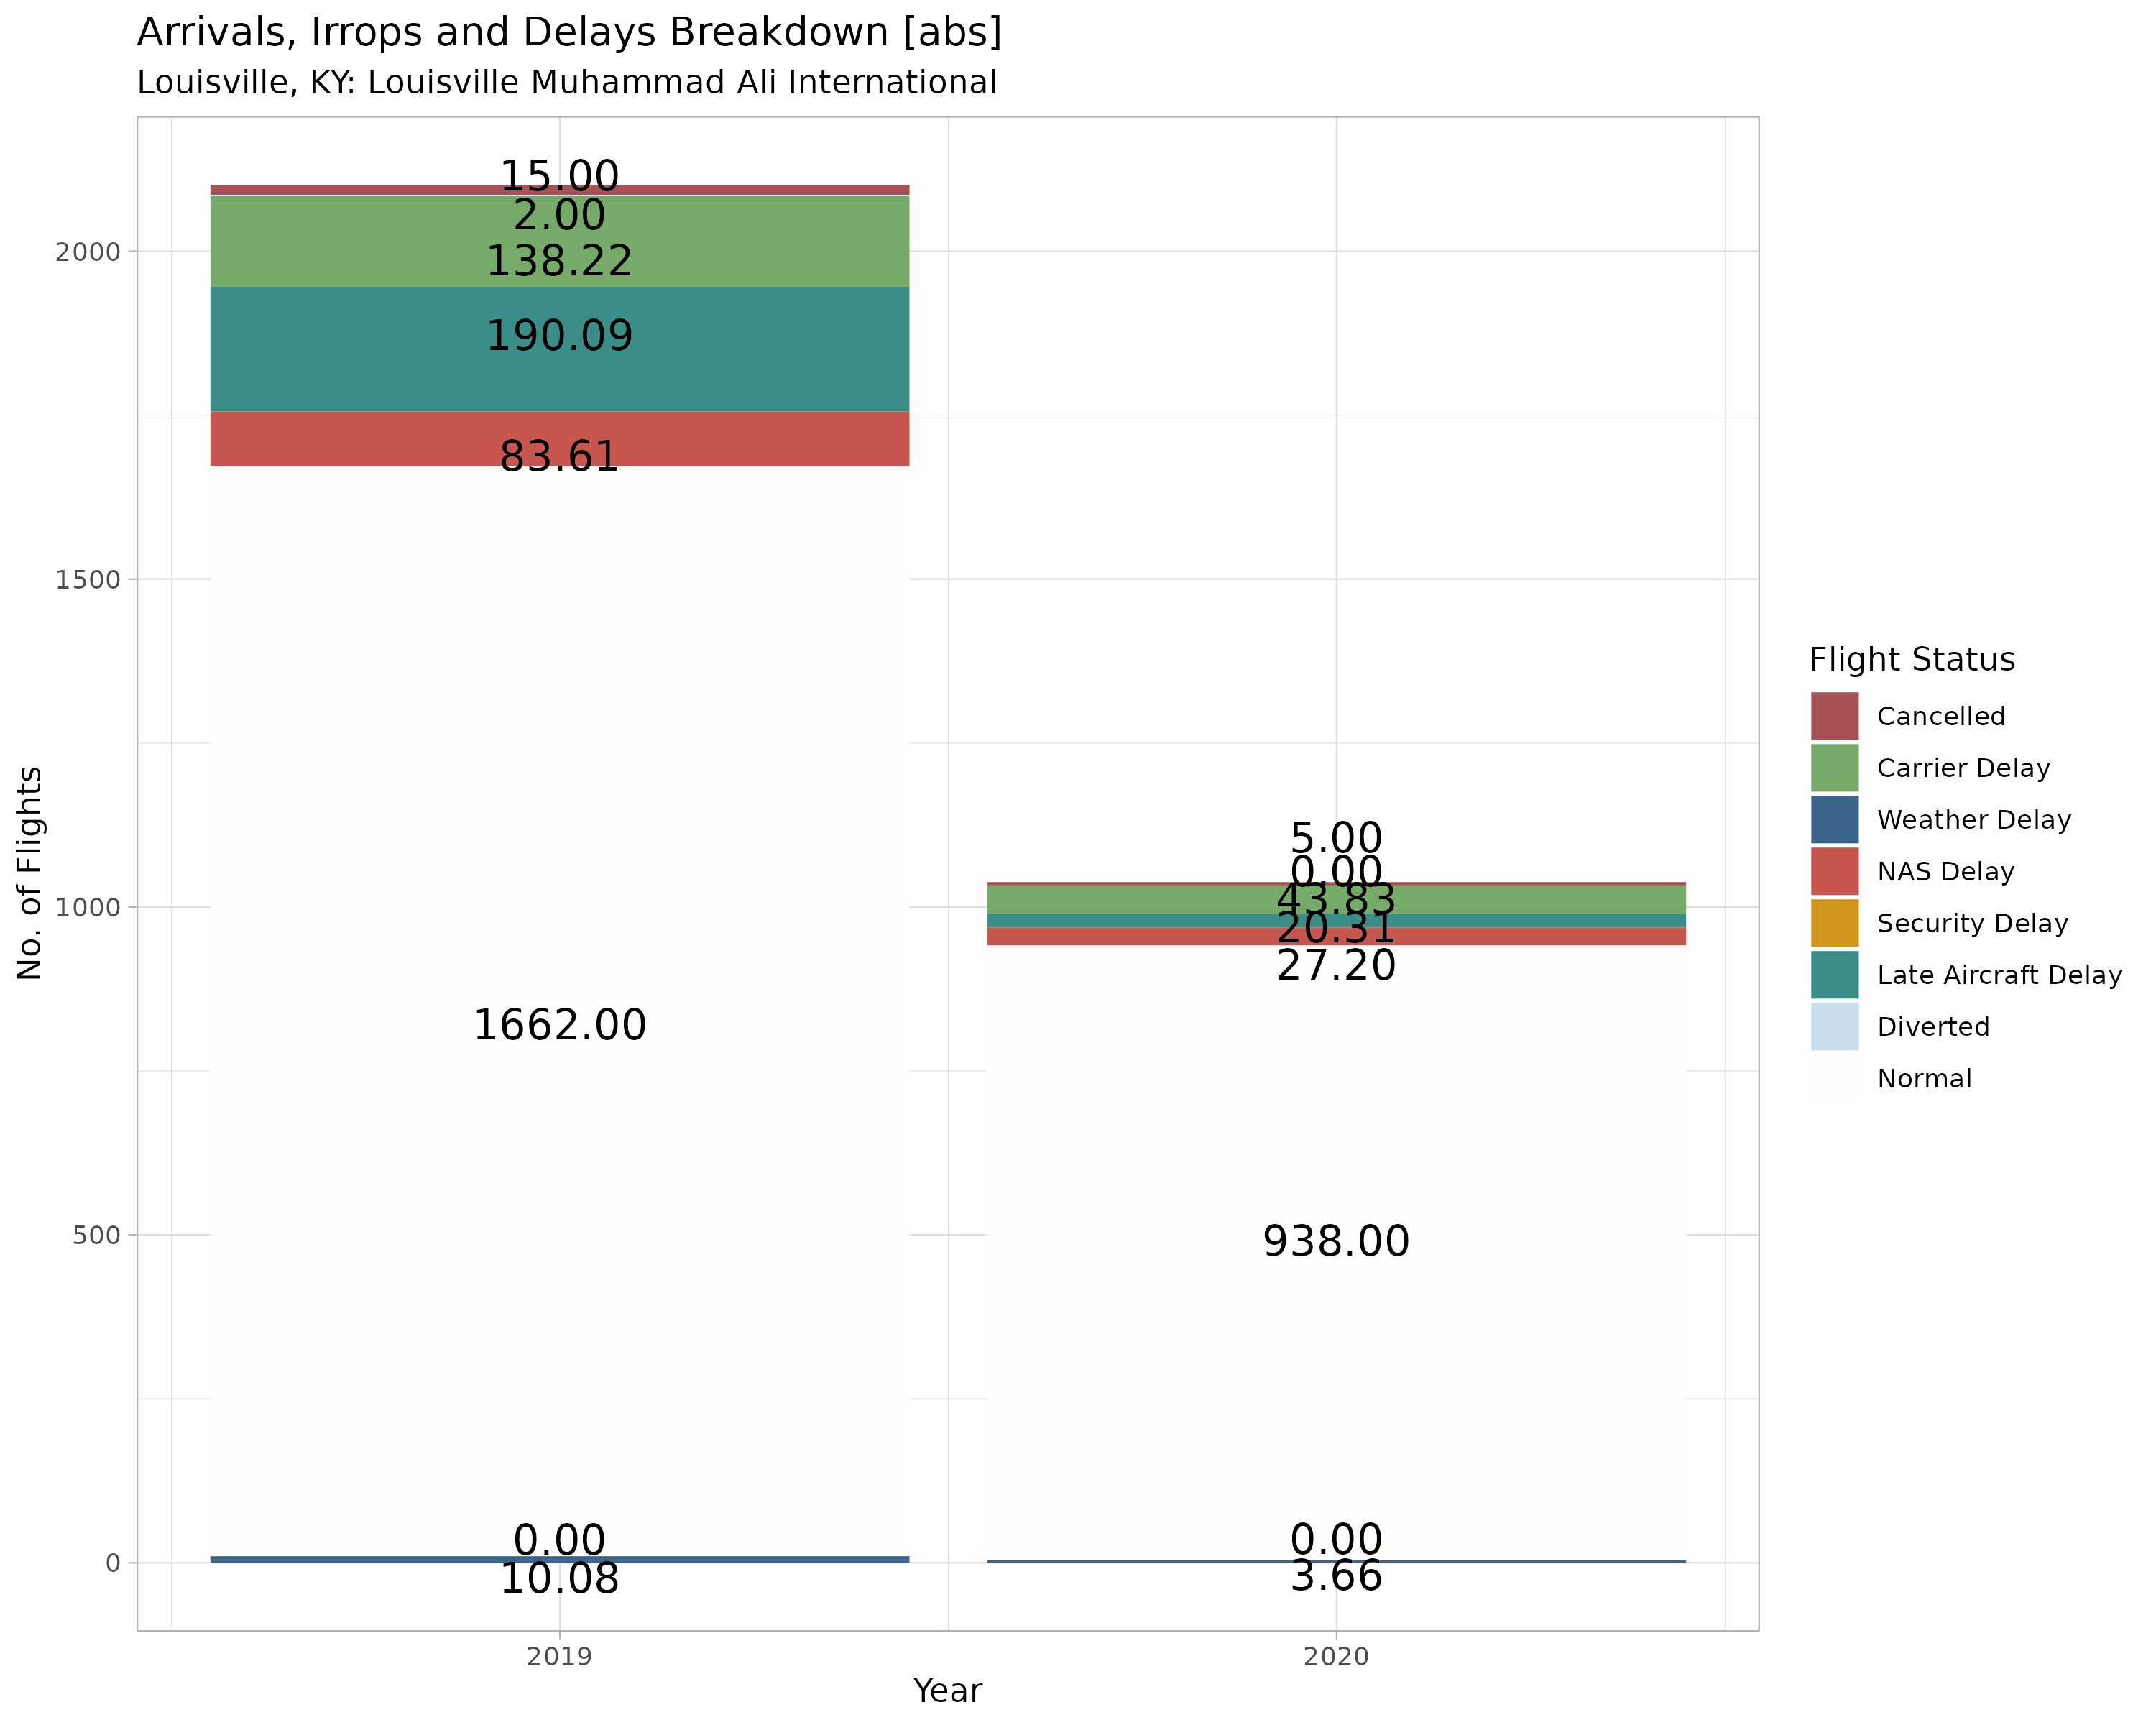 Arrivals, Irrops and Delays Breakdown [abs]
Louisville, KY: Louisville Muhammad Ali International
No. of Flights
2000
1500
1000
500
0
15.00
2.00
138.22
190.09
83.61
1662.00
0.00
10.08
5.00
0.00
43.83
20.31
27.20
938.00
0.00
3.66
2019
2020
Year
Flight Status
Cancelled
Carrier Delay
Weather Delay
NAS Delay
Security Delay
Late Aircraft Delay
Diverted
Normal